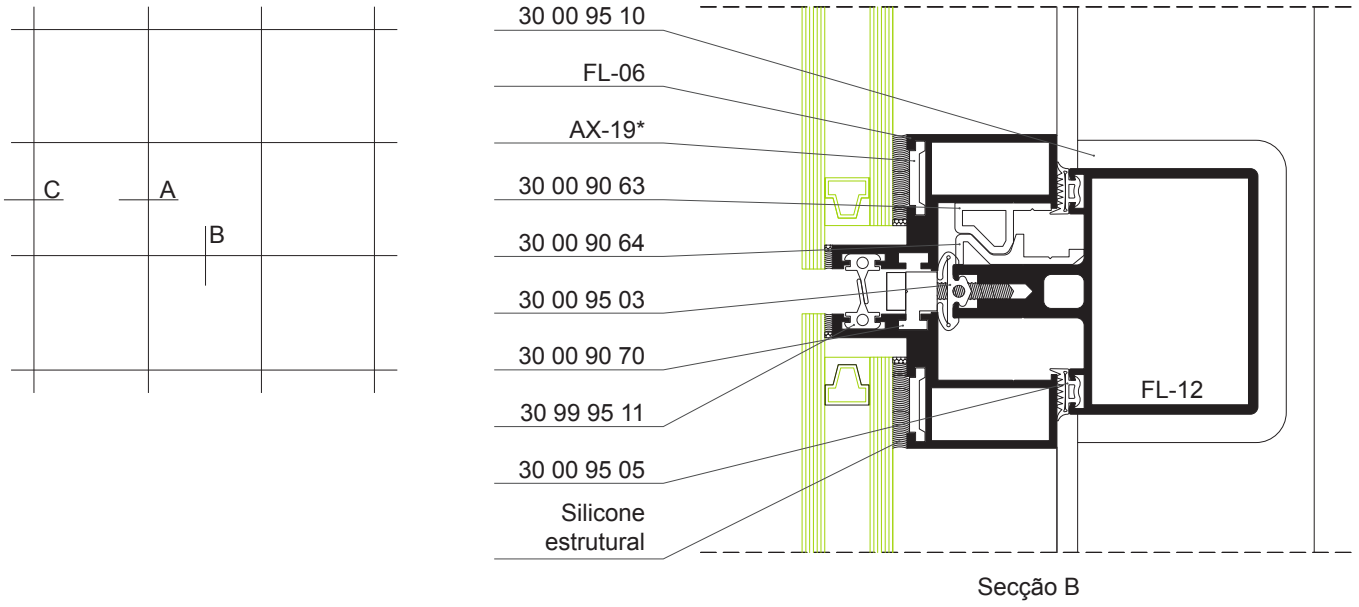 C
A
B
30 00 95 10
FL-06
AX-19*
30 00 90 63
30 00 90 64
30 00 95 03
30 00 90 70
30 99 95 11
30 00 95 05
Silicone
estrutural
FL-12
Secção B